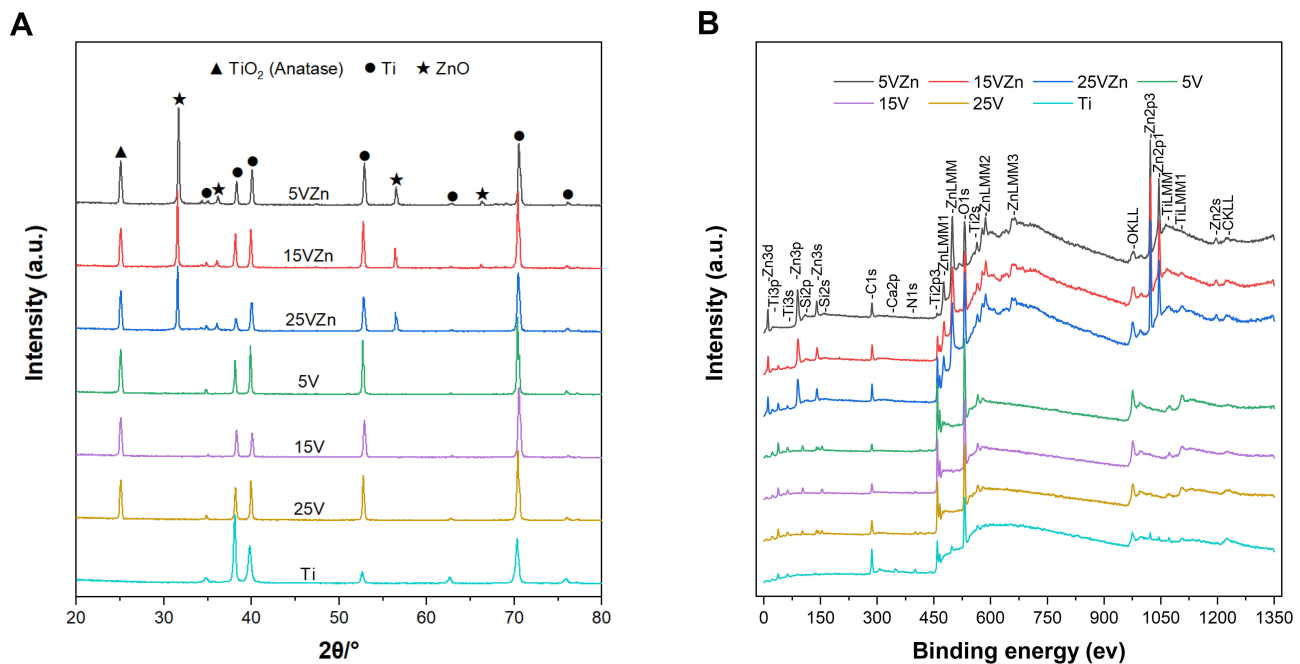 A
▲ TiO₂ (Anatase) ● Ti ★ ZnO
5VZn
15VZn
25VZn
5V
15V
25V
Ti
Intensity (a.u.)
20 30 40 50 60 70 80
2θ/°
B
5VZn 15VZn 25VZn 5V
15V 25V Ti
Zn3d
Ti3p
Ti3s
Zn3p
Si2p
Zn3s
Si2s
C1s
Ca2p
N1s
Ti2p3
ZnLMM1
ZnLMM
O1s
Ti2s
ZnLMM2
ZnLMM3
OKLL
Zn2p3
Zn2p1
TiLMM
TiLMM1
Zn2s
CKLL
Intensity (a.u.)
0 150 300 450 600 750 900 1050 1200 1350
Binding energy (ev)